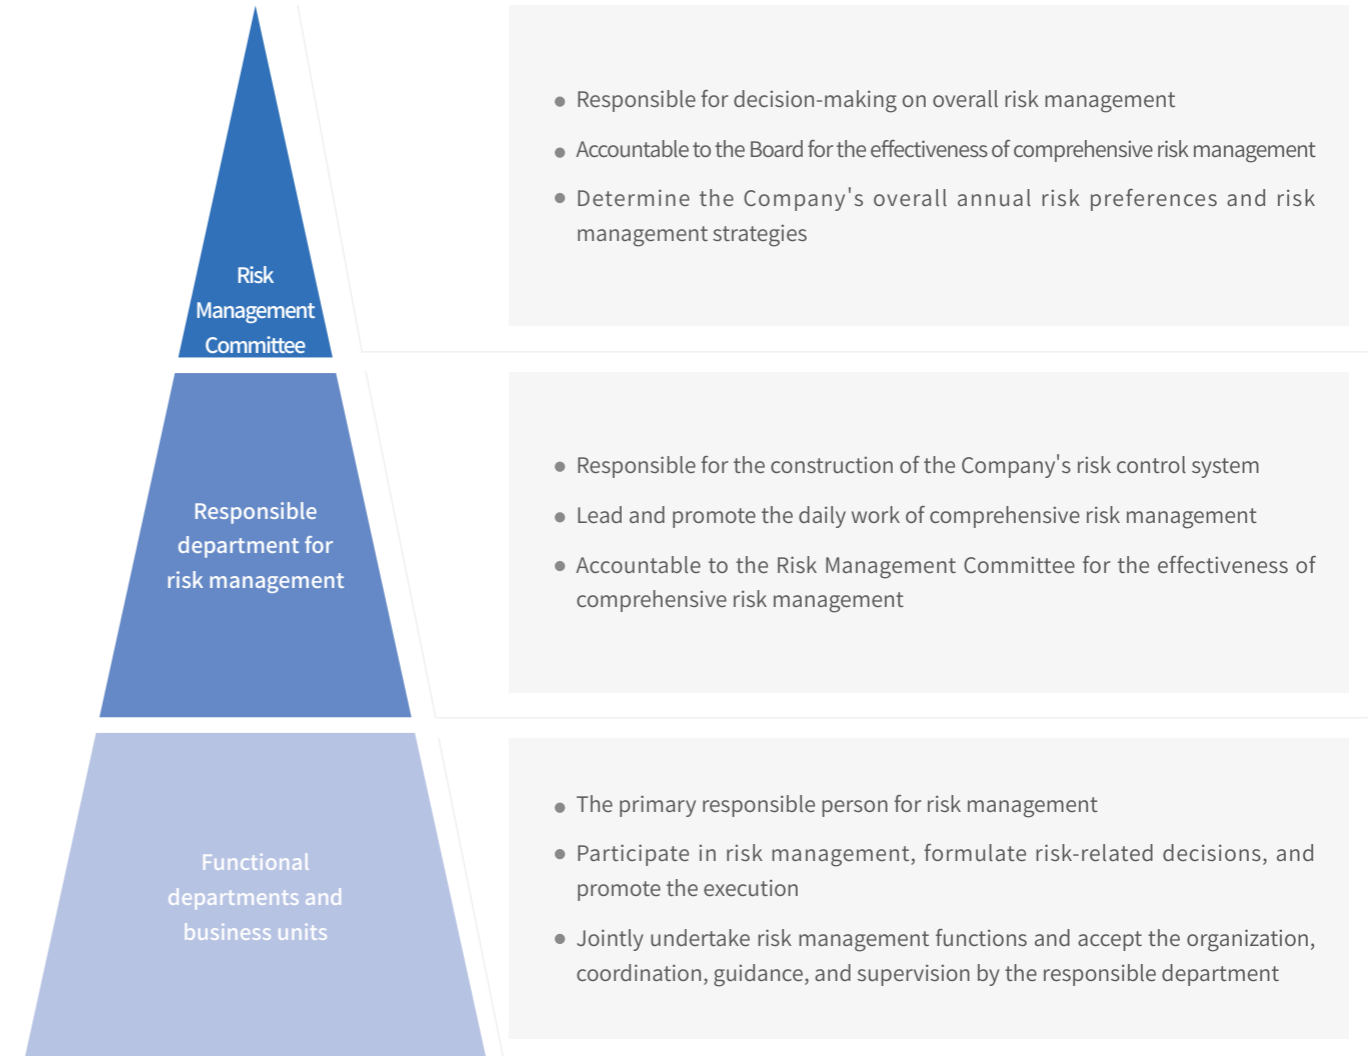 Risk
Management
Committee
Responsible for decision-making on overall risk management
Accountable to the Board for the effectiveness of comprehensive risk management
Determine the Company's overall annual risk preferences and risk
management strategies
Responsible
department for
risk management
Responsible for the construction of the Company's risk control system
Lead and promote the daily work of comprehensive risk management
Accountable to the Risk Management Committee for the effectiveness of
comprehensive risk management
Functional
departments and
business units
The primary responsible person for risk management
Participate in risk management, formulate risk-related decisions, and
promote the execution
Jointly undertake risk management functions and accept the organization,
coordination, guidance, and supervision by the responsible department